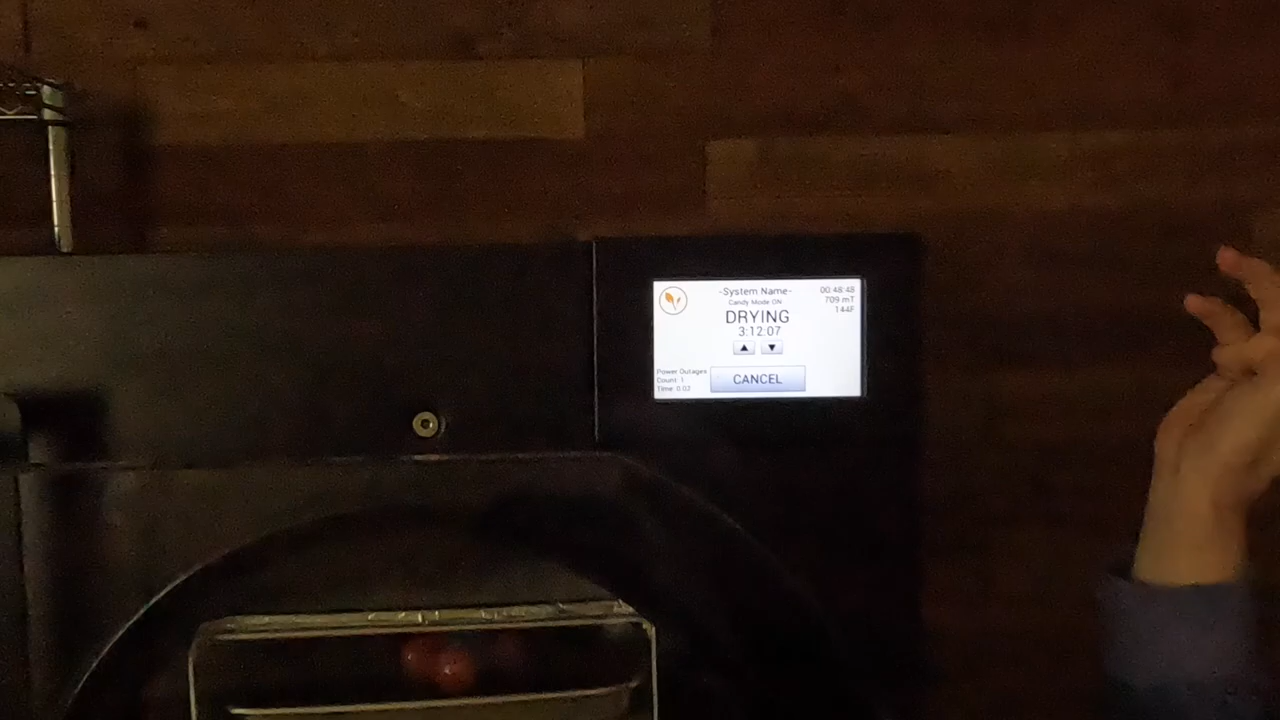 -System Name-
Candy Mode ON
DRYING
3:12:07
00:48:48
709 mT
144F
▲ ▼
Power Outages
Count: 1
Time: 0.02
CANCEL